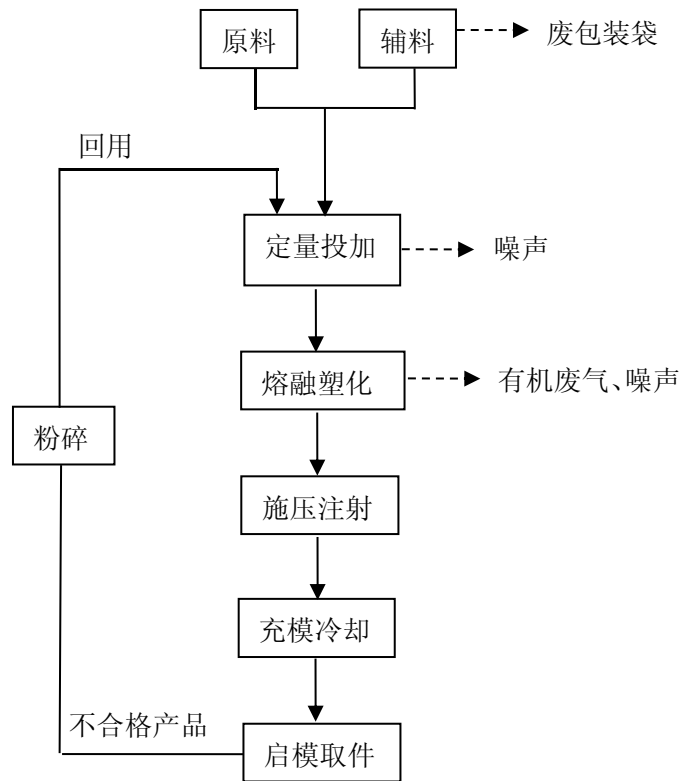 原料
辅料
废包装袋
回用
定量投加
噪声
熔融塑化
有机废气、噪声
粉碎
施压注射
充模冷却
不合格产品
启模取件